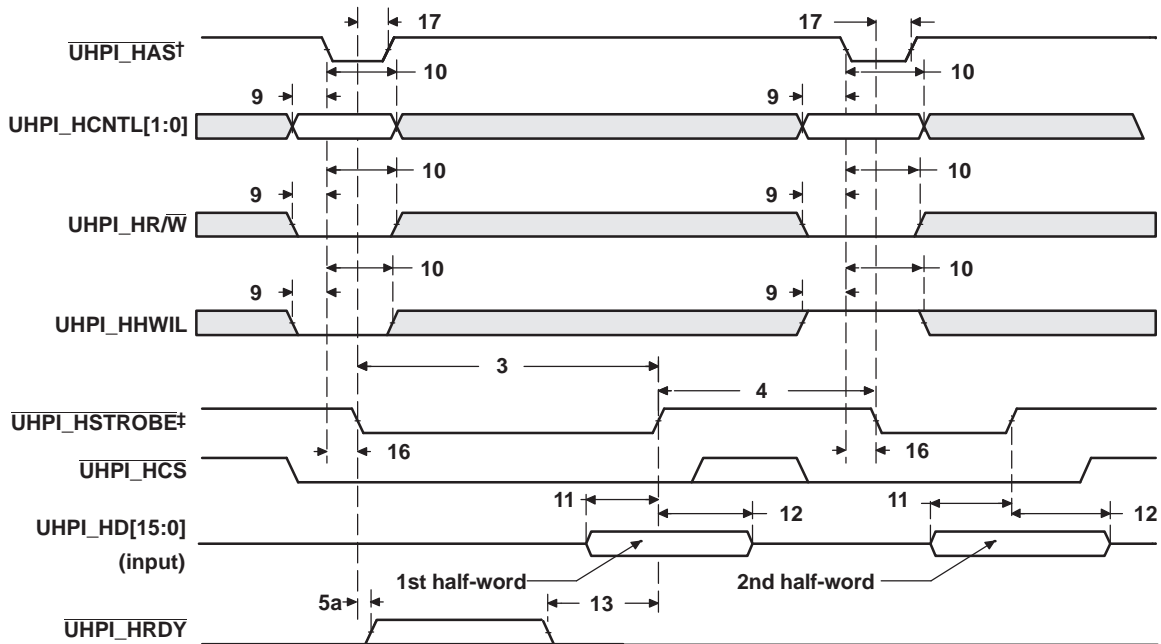 17 17
UHPI_HAS†
10 10
9 9
UHPI_HCNTL[1:0]
10 10
9 9
UHPI_HR/W
10 10
9 9
UHPI_HHWIL
3
4
UHPI_HSTROBE‡
16 16
UHPI_HCS
11 11
12 12
UHPI_HD[15:0]
(input)
1st half-word 2nd half-word
5a 13
UHPI_HRDY